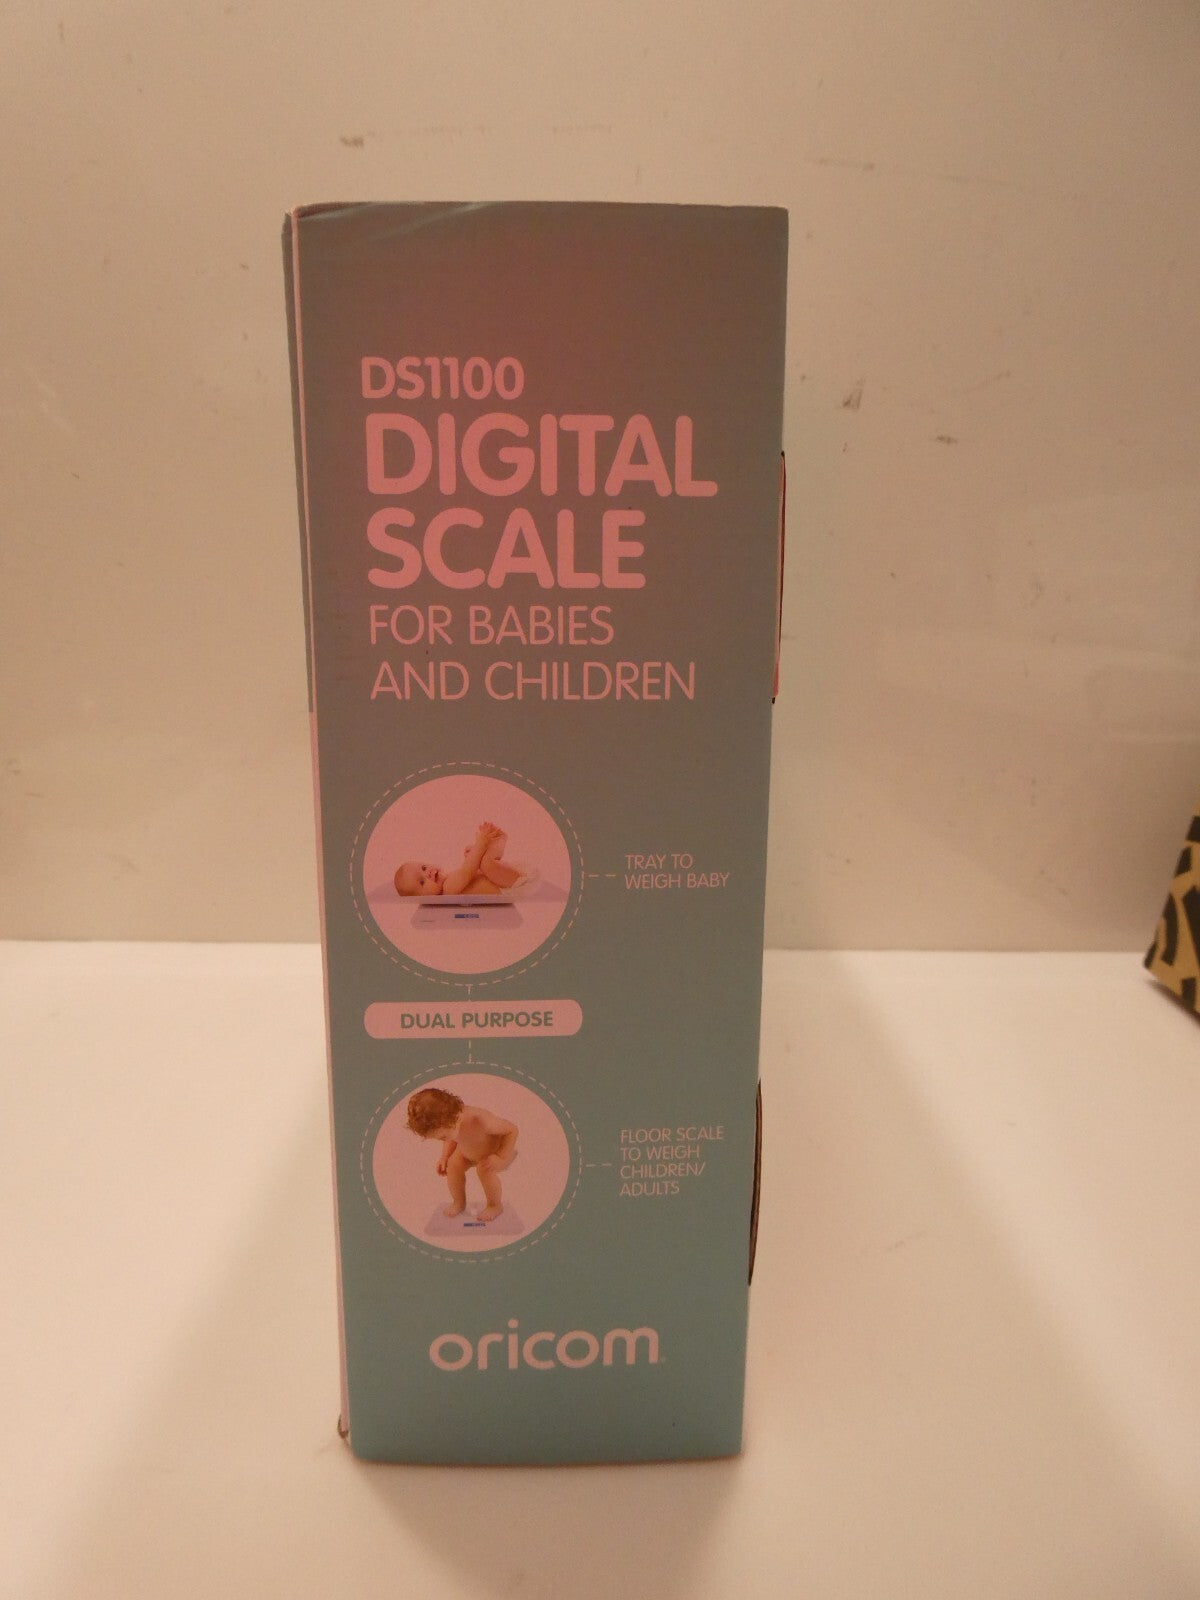 DS1100
DIGITAL
SCALE
FOR BABIES
AND CHILDREN
TRAY TO
WEIGH BABY
DUAL PURPOSE
FLOOR SCALE
TO WEIGH
CHILDREN/
ADULTS
oricom